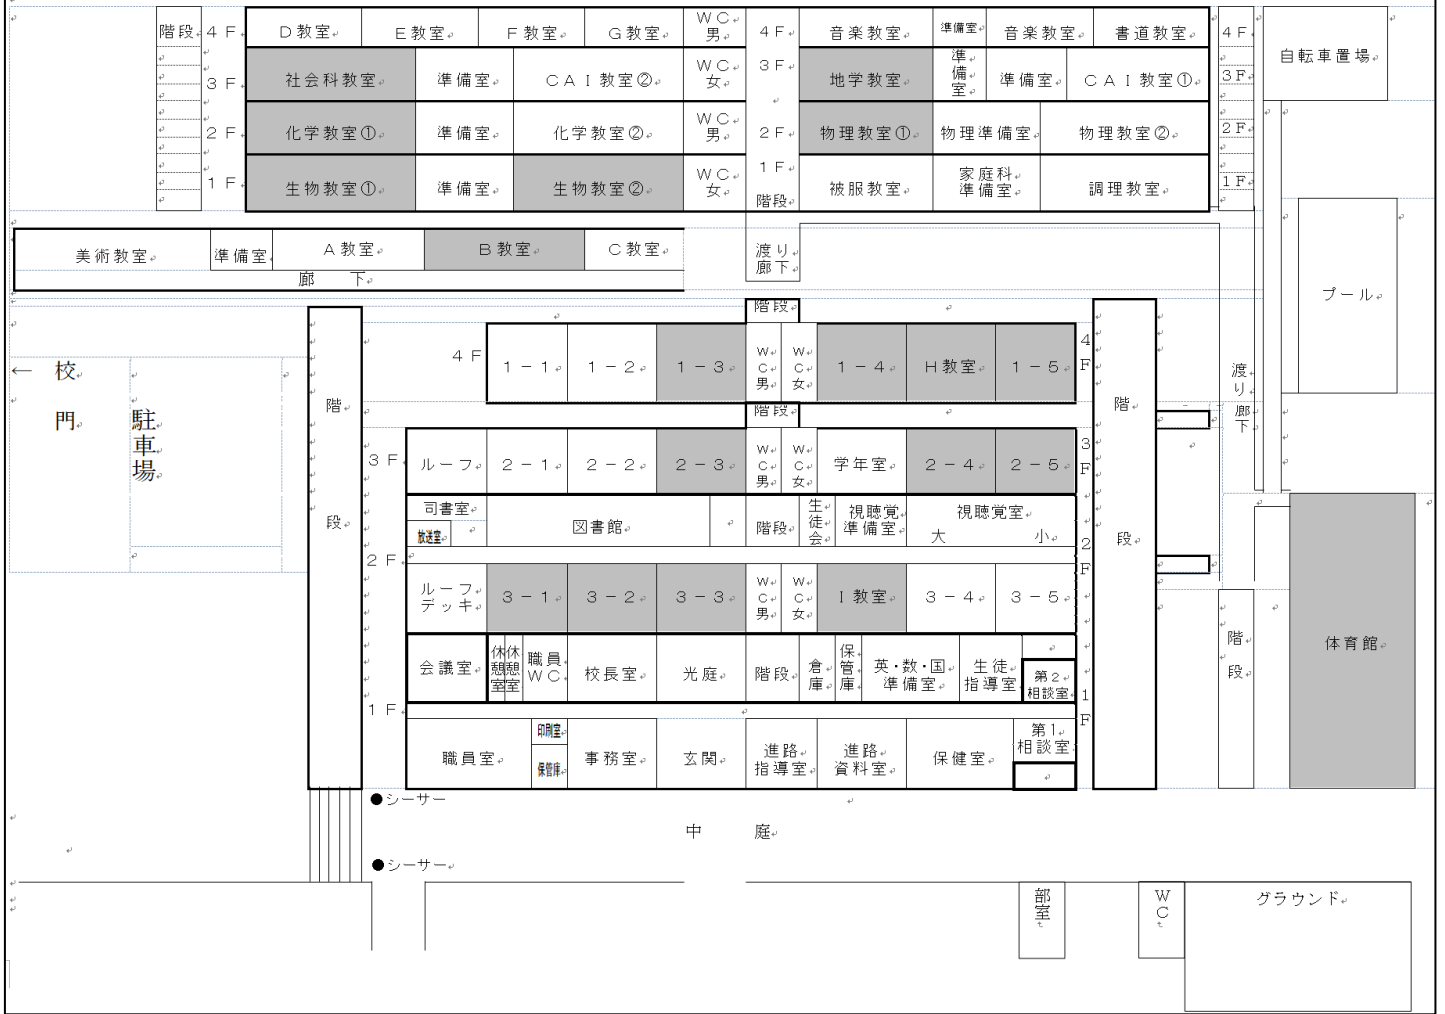 階段 4F D教室 E教室 F教室 G教室 WC男 4F 音楽教室 準備室 音楽教室 書道教室 4F
自転車置場
3F 社会科教室 準備室 CAI教室② WC女 3F 地学教室 準備室 準備室 CAI教室① 3F
2F 化学教室① 準備室 化学教室② WC男 2F 物理教室① 物理準備室 物理教室② 2F
1F 生物教室① 準備室 生物教室② WC女 1F 階段 被服教室 家庭科準備室 調理教室 1F
美術教室 準備室 A教室 B教室 C教室 渡り廊下
廊 下
プール
階段
4F 1-1 1-2 1-3 WC男 WC女 1-4 H教室 1-5 4F
← 校門
駐車場
階段
階段
渡り廊下
階段
3F ルーフ 2-1 2-2 2-3 WC男 WC女 学年室 2-4 2-5 3F
司書室 図書館 階段 生徒会 視聴覚準備室 視聴覚室
放送室 大 小
2F 2F
ルーフデッキ 3-1 3-2 3-3 WC男 WC女 I教室 3-4 3-5
階段
体育館
会議室 休憩室 休憩室 職員WC 校長室 光庭 階段 倉庫 保管庫 英・数・国準備室 生徒指導室 第2相談室
1F 1F
職員室 印刷室 保管庫 事務室 玄関 進路指導室 進路資料室 保健室 第1相談室
●シーサー
中 庭
●シーサー
部室 WC グラウンド